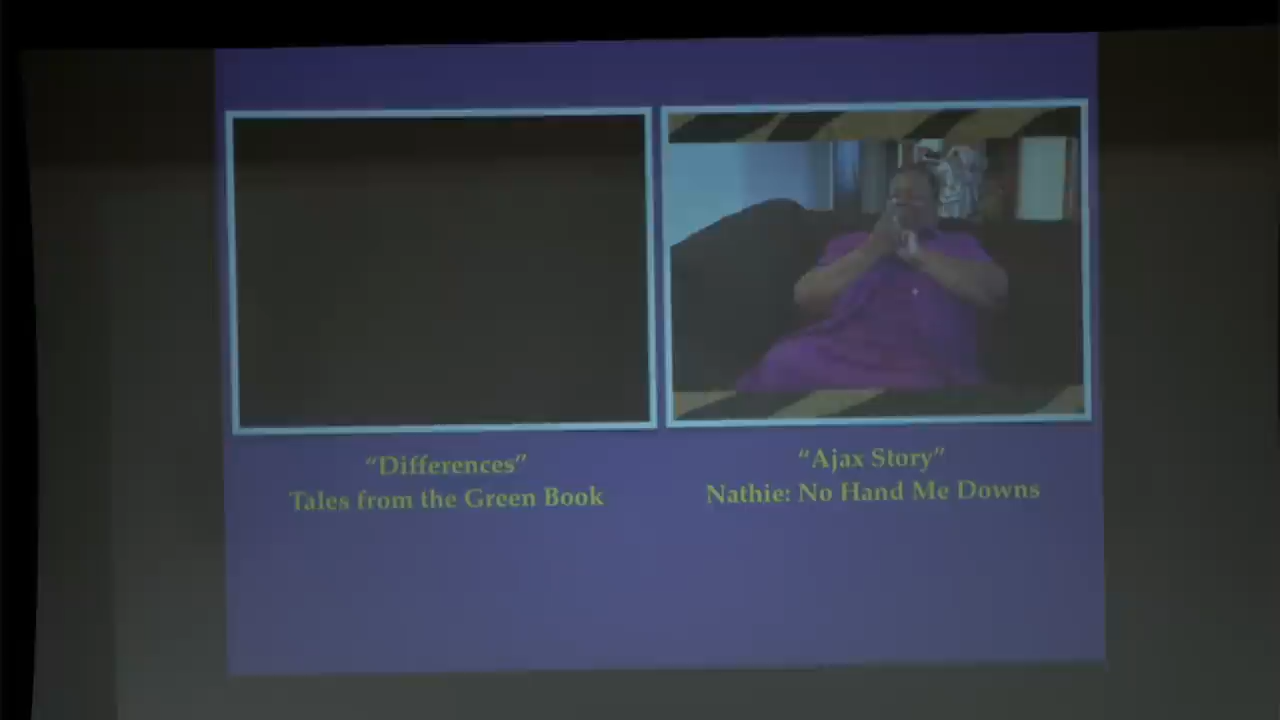 “Differences”
Tales from the Green Book
“Ajax Story”
Nathie: No Hand Me Downs